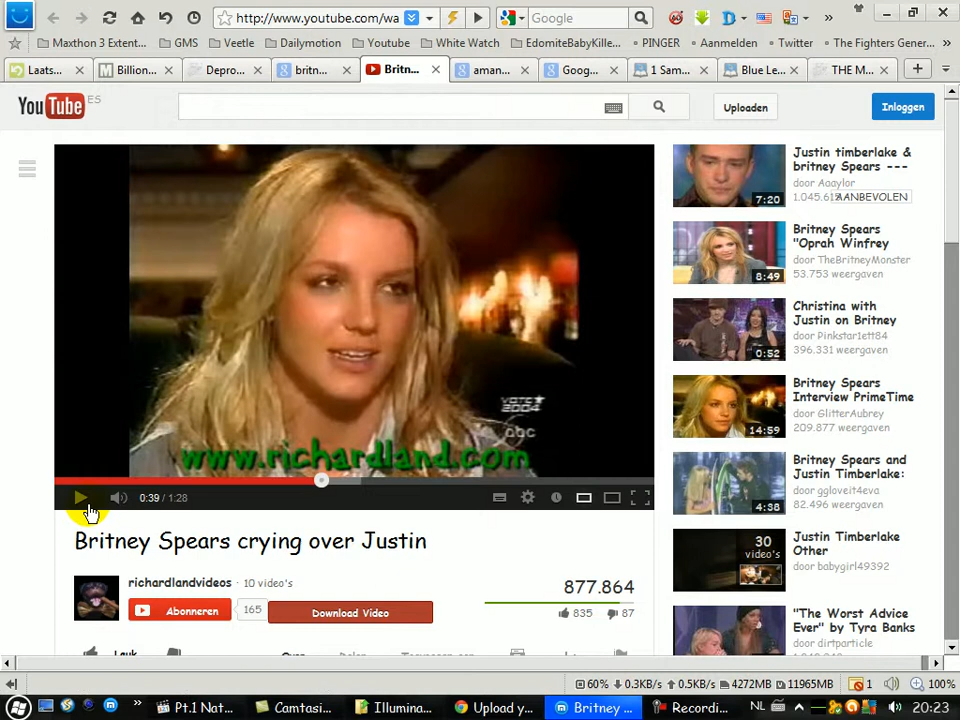 http://www.youtube.com/wa
Google
Maxthon 3 Extent...
GMS
Veetle
Dailymotion
Youtube
White Watch
EdomiteBabyKille...
PINGER
Aanmelden
Twitter
The Fighters Gener...
Laats...
Billion...
Depro...
britn...
Britn...
aman...
Goog...
1 Sam...
Blue Le...
THE M...
YouTube ES
Uploaden
Inloggen
VOTE★
2004
abc
www.richardland.com
0:39 / 1:28
Britney Spears crying over Justin
richardlandvideos · 10 video's
Abonneren
165
Download Video
877.864
835
87
Leuk
Over
Delen
Toevoegen aan
7:20
Justin timberlake &
britney Spears ---
door Aaaylor
AANBEVOLEN
8:49
Britney Spears
"Oprah Winfrey
door TheBritneyMonster
53.753 weergaven
0:52
Christina with
Justin on Britney
door Pinkstar1ett84
396.331 weergaven
14:59
Britney Spears
Interview PrimeTime
door GlitterAubrey
209.877 weergaven
4:38
Britney Spears and
Justin Timberlake:
door ggloveit4eva
82.496 weergaven
30
video's
Justin Timberlake
Other
door babygirl49392
"The Worst Advice
Ever" by Tyra Banks
door dirtparticle
60%
0.3KB/s
0.5KB/s
4272MB
11965MB
1
100%
Pt.1 Nat...
Camtasi...
Illumina...
Upload y...
Britney ...
Recordi...
NL
20:23